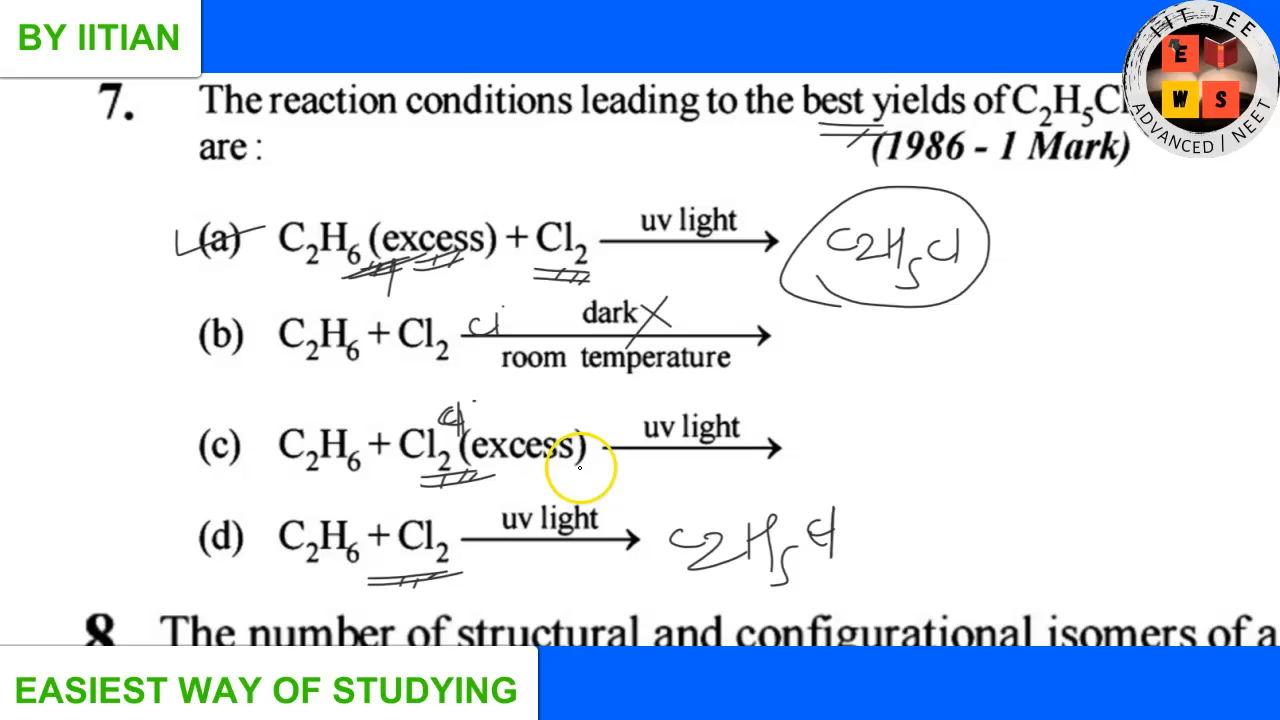 BY IITIAN
IIT JEE
E
W S
ADVANCED / NEET
7. The reaction conditions leading to the best yields of C₂H₅Cl
are : (1986 - 1 Mark)
(a) C₂H₆ (excess) + Cl₂ uv light → C2H5Cl
(b) C₂H₆ + Cl₂ Cl dark X room temperature →
(c) C₂H₆ + Cl₂ Cl (excess) uv light →
(d) C₂H₆ + Cl₂ uv light → C2H5Cl
8 The number of structural and configurational isomers of a
EASIEST WAY OF STUDYING